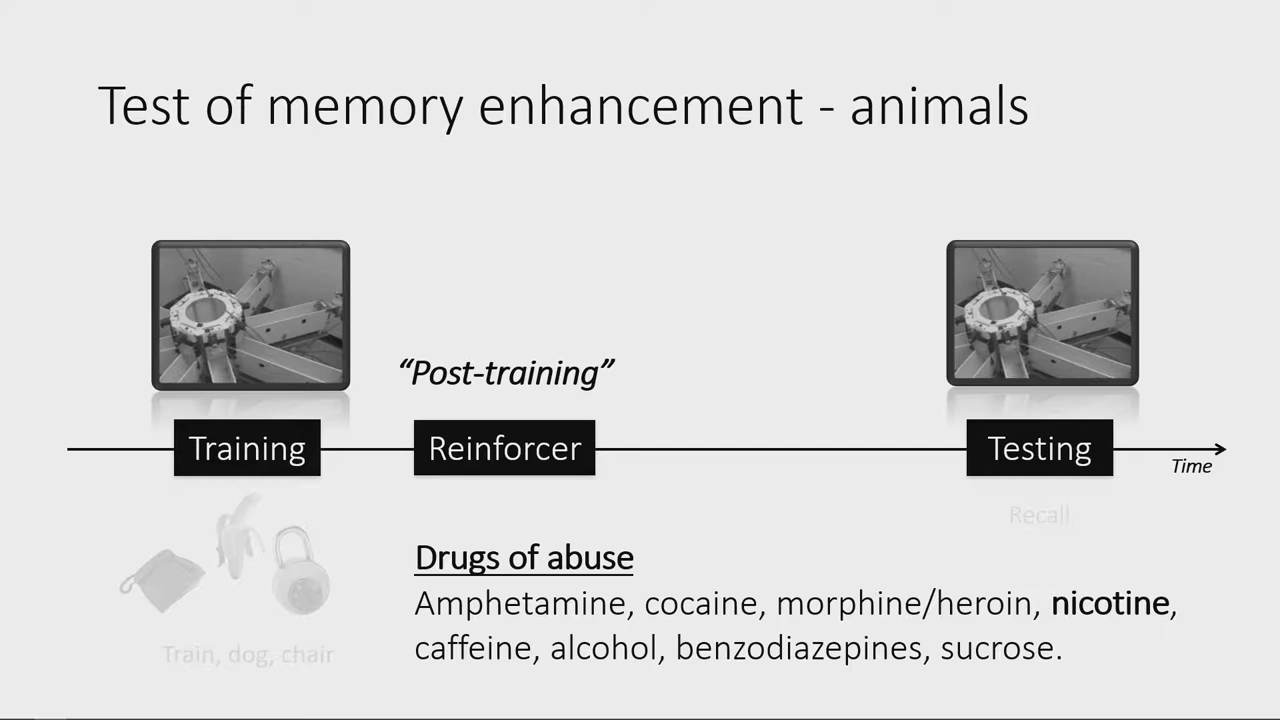 Test of memory enhancement - animals
“Post-training”
Training
Reinforcer
Testing
Time
Recall
Drugs of abuse
Amphetamine, cocaine, morphine/heroin, nicotine,
caffeine, alcohol, benzodiazepines, sucrose.
Train, dog, chair